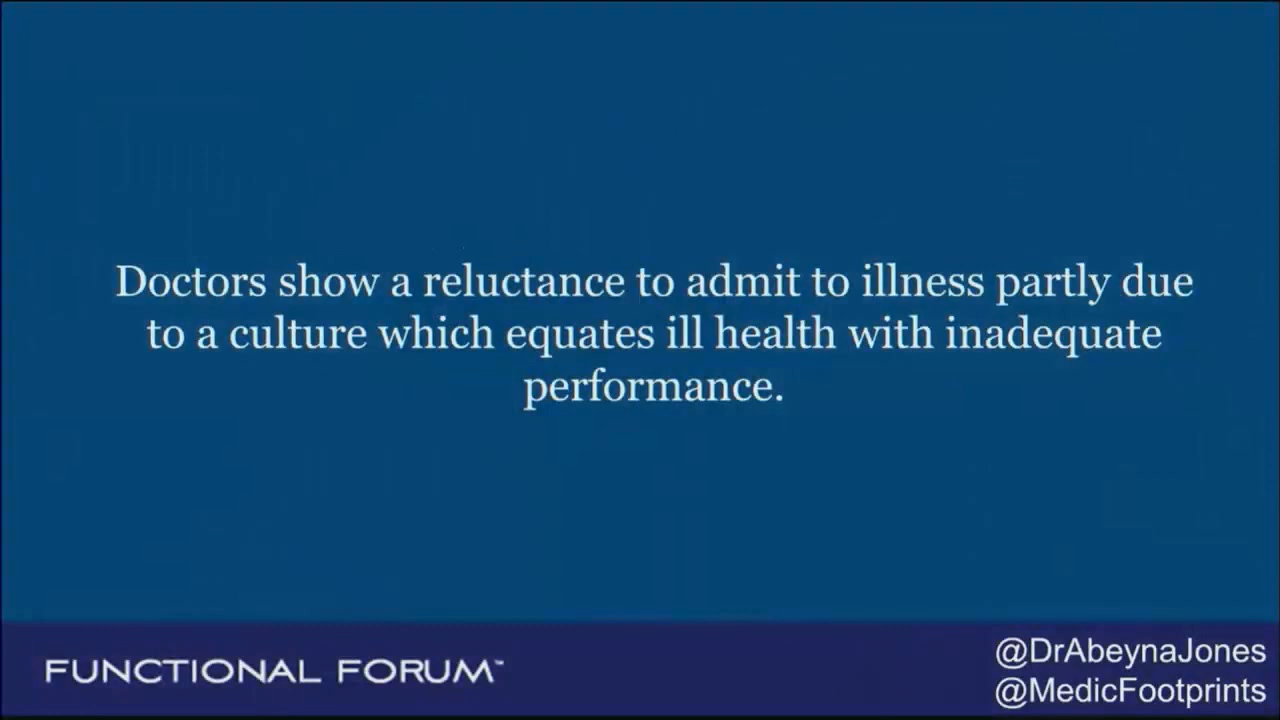 Doctors show a reluctance to admit to illness partly due
to a culture which equates ill health with inadequate
performance.
FUNCTIONAL FORUM™
@DrAbeynaJones
@MedicFootprints